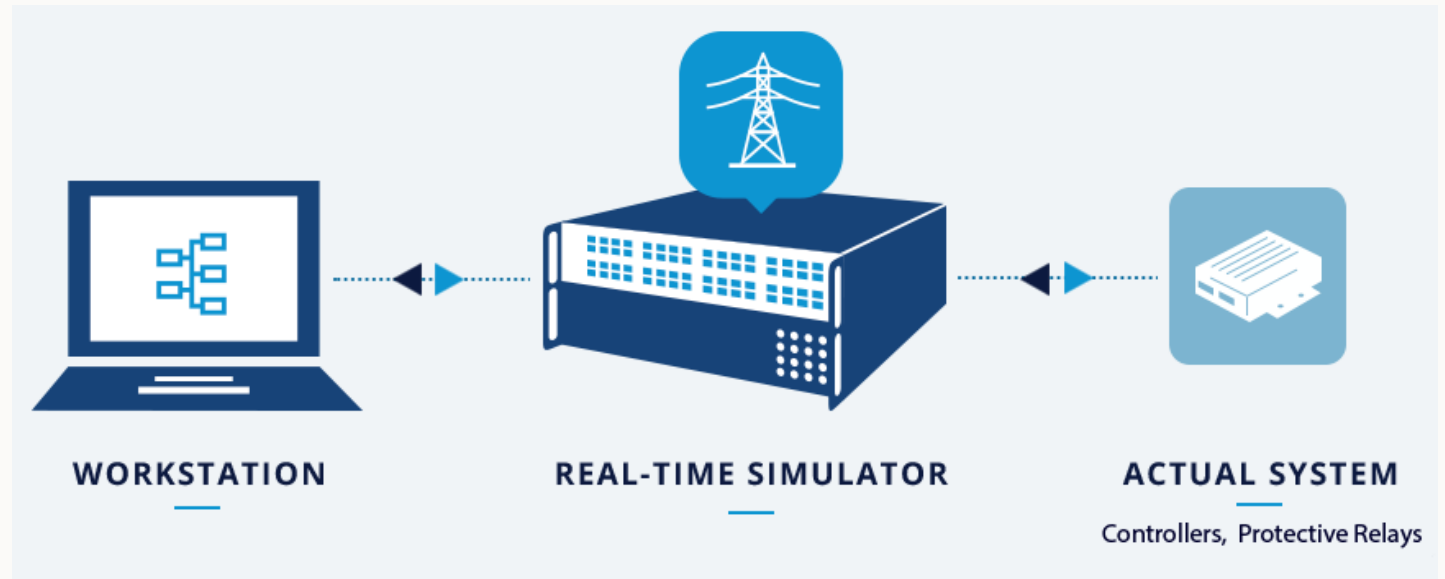 WORKSTATION
REAL-TIME SIMULATOR
ACTUAL SYSTEM
Controllers, Protective Relays